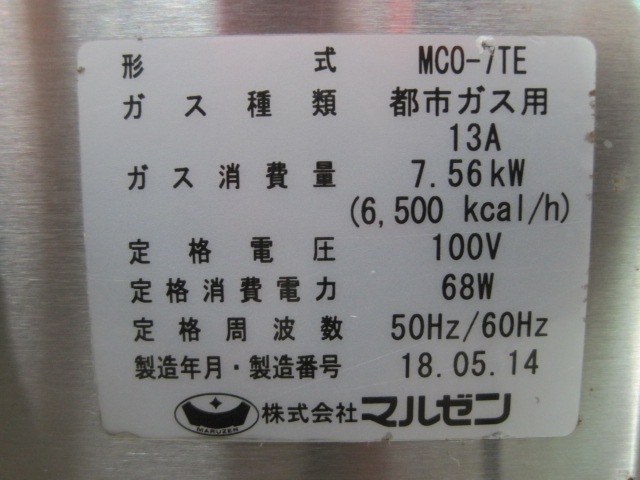 形式 MCO-7TE
ガス種類 都市ガス用
13A
ガス消費量 7.56kW
(6,500 kcal/h)
定格電圧 100V
定格消費電力 68W
定格周波数 50Hz/60Hz
製造年月・製造番号 18.05.14
MARUZEN 株式会社マルゼン